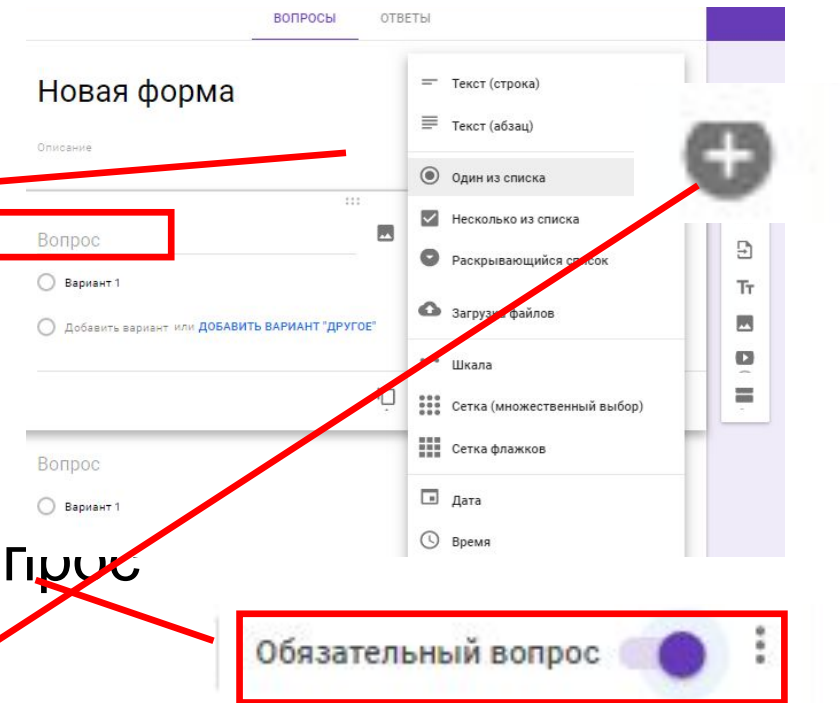 ВОПРОСЫ ОТВЕТЫ
Новая форма
Описание
Вопрос
Вариант 1
Добавить вариант или ДОБАВИТЬ ВАРИАНТ "ДРУГОЕ"
Текст (строка)
Текст (абзац)
Один из списка
Несколько из списка
Раскрывающийся список
Загрузка файлов
Шкала
Сетка (множественный выбор)
Сетка флажков
Дата
Время
Tт
Вопрос
Вариант 1
Обязательный вопрос